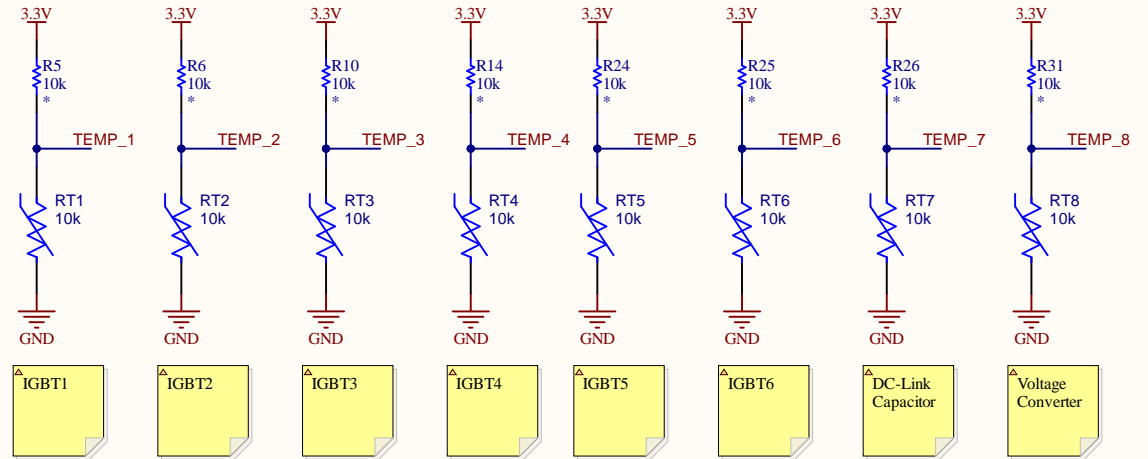 3.3V 3.3V 3.3V 3.3V 3.3V 3.3V 3.3V 3.3V
R5 R6 R10 R14 R24 R25 R26 R31
10k 10k 10k 10k 10k 10k 10k 10k
* * * * * * * *
TEMP_1 TEMP_2 TEMP_3 TEMP_4 TEMP_5 TEMP_6 TEMP_7 TEMP_8
RT1 RT2 RT3 RT4 RT5 RT6 RT7 RT8
10k 10k 10k 10k 10k 10k 10k 10k
GND GND GND GND GND GND GND GND
IGBT1 IGBT2 IGBT3 IGBT4 IGBT5 IGBT6 DC-Link Voltage
Capacitor Converter